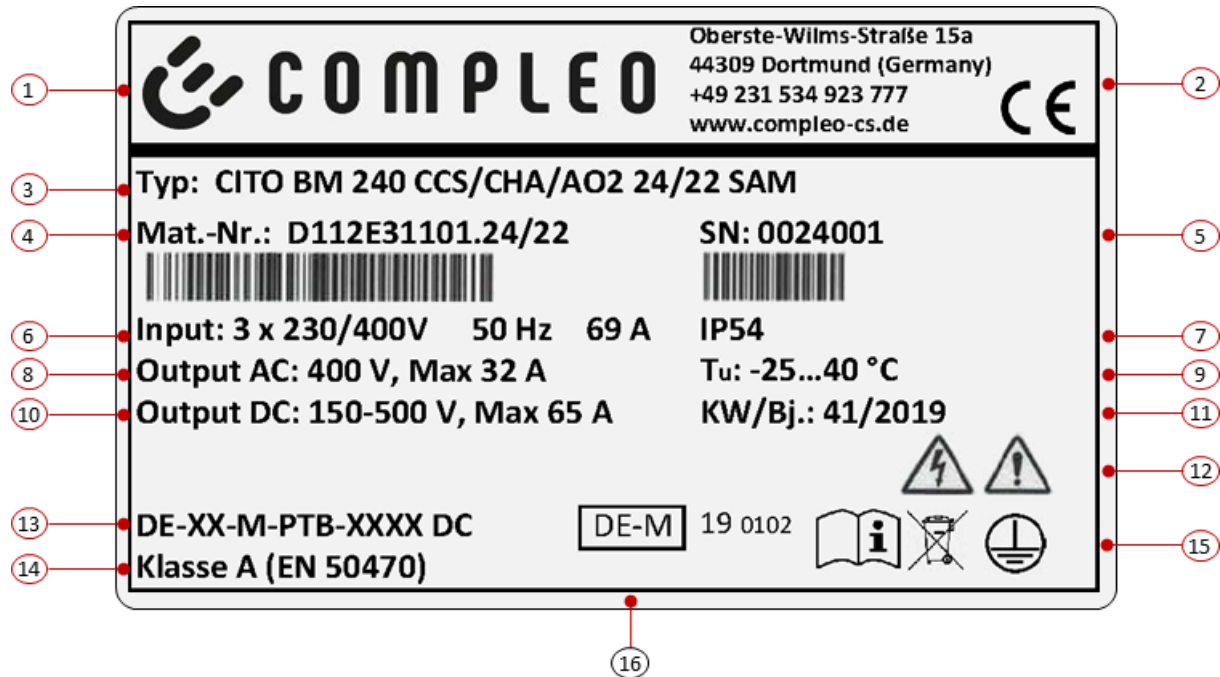 COMPLEO
Oberste-Wilms-Straße 15a
44309 Dortmund (Germany)
+49 231 534 923 777
www.compleo-cs.de
CE
1
2
Typ: CITO BM 240 CCS/CHA/AO2 24/22 SAM
3
Mat.-Nr.: D112E31101.24/22
SN: 0024001
4
5
Input: 3 x 230/400V 50 Hz 69 A
IP54
6
7
Output AC: 400 V, Max 32 A
Tu: -25...40 °C
8
9
Output DC: 150-500 V, Max 65 A
KW/Bj.: 41/2019
10
11
12
DE-XX-M-PTB-XXXX DC
DE-M
19 0102
i
13
Klasse A (EN 50470)
14
15
16